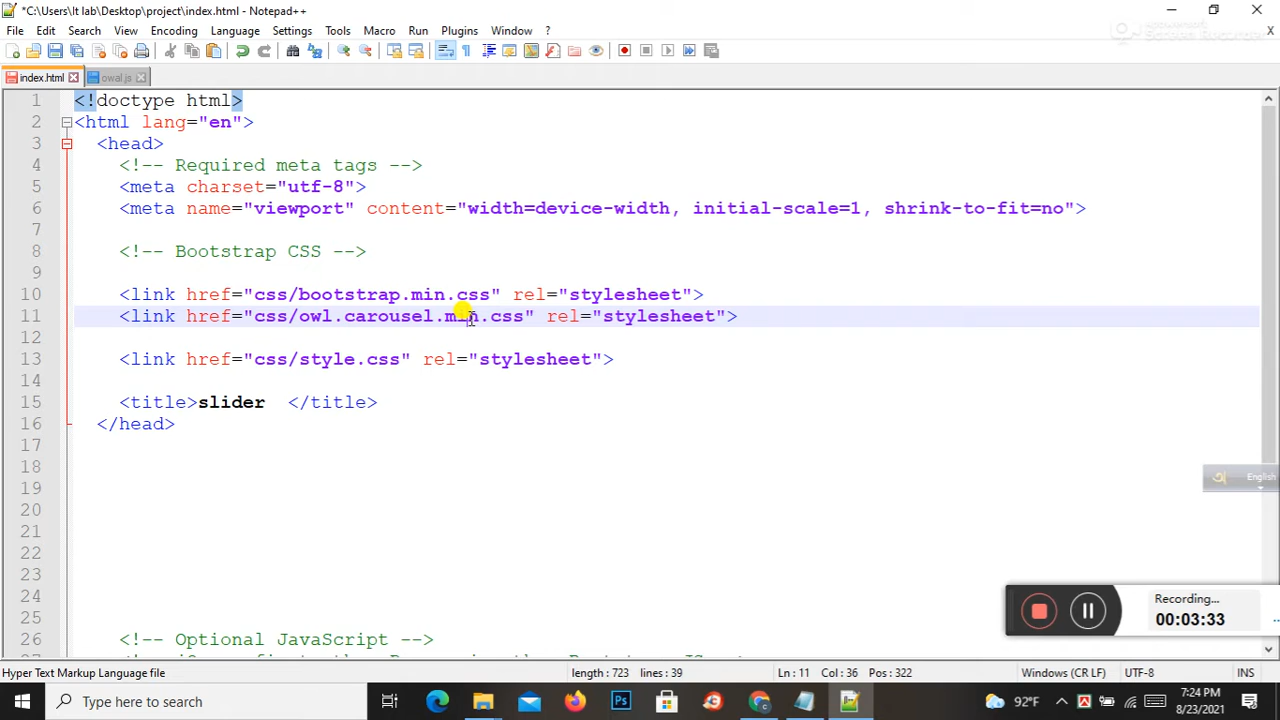 *C:\Users\It lab\Desktop\project\index.html - Notepad++
File Edit Search View Encoding Language Settings Tools Macro Run Plugins Window ?
index.html owal.js
1 <!doctype html>
2 <html lang="en">
3 <head>
4 <!-- Required meta tags -->
5 <meta charset="utf-8">
6 <meta name="viewport" content="width=device-width, initial-scale=1, shrink-to-fit=no">
7
8 <!-- Bootstrap CSS -->
9
10 <link href="css/bootstrap.min.css" rel="stylesheet">
11 <link href="css/owl.carousel.min.css" rel="stylesheet">
12
13 <link href="css/style.css" rel="stylesheet">
14
15 <title>slider </title>
16 </head>
17
18
19
20
21
22
23
24
25
26 <!-- Optional JavaScript -->
English
Recording...
00:03:33
Hyper Text Markup Language file length : 723 lines : 39 Ln : 11 Col : 36 Pos : 322 Windows (CR LF) UTF-8 INS
Type here to search
92°F
7:24 PM
8/23/2021